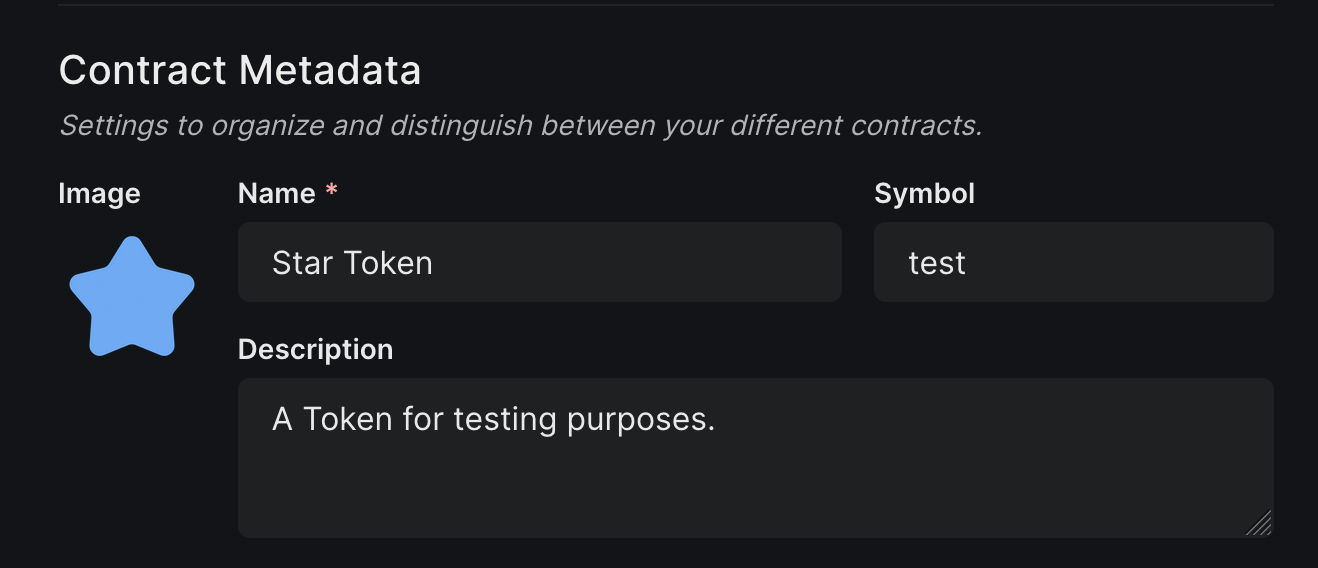 Contract Metadata
Settings to organize and distinguish between your different contracts.
Image
Name *
Symbol
Star Token
test
Description
A Token for testing purposes.